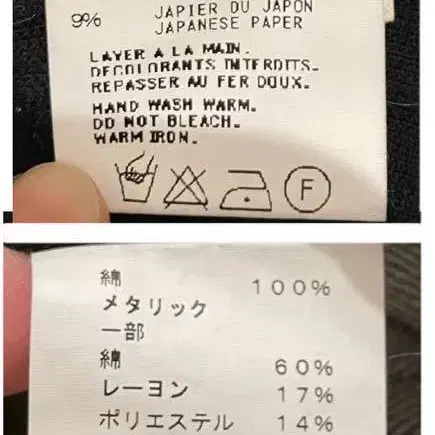 9% JAPIER DU JAPON
JAPANESE PAPER
LAVER A LA MAIN.
DECOLORANTS INTERDITS.
REPASSER AU FER DOUX.
HAND WASH WARM.
DO NOT BLEACH.
WARM IRON.
F
綿 100%
メタリック
一部
綿 60%
レーヨン 17%
ポリエステル 14%